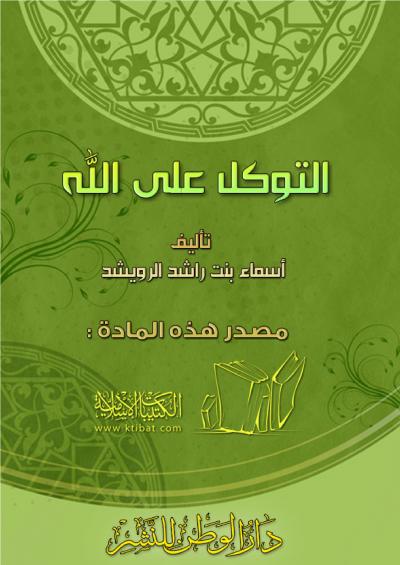 التوكل على الله
تأليف
أسماء بنت راشد الرويشد
مصدر هذه المادة :
الكتيبات الإسلامية
www.ktibat.com
دار الوطن للنشر